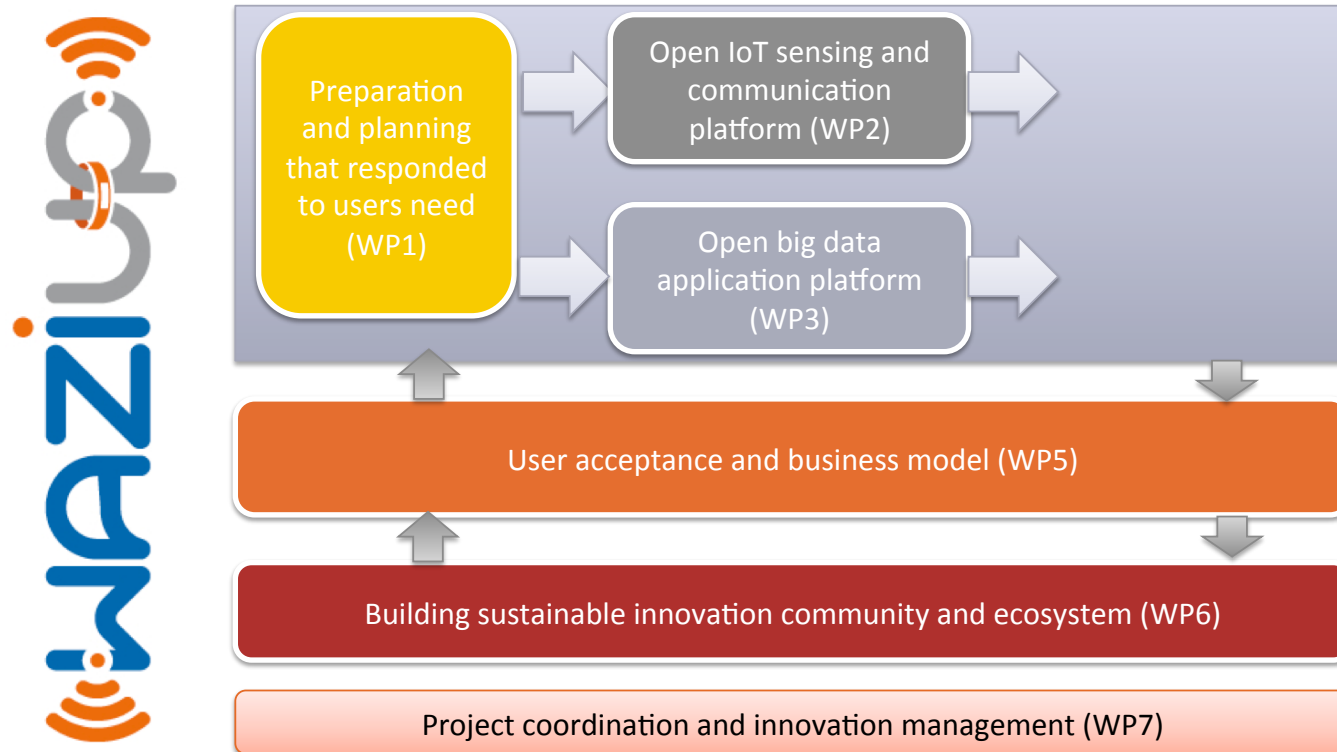 WAZiup
Preparation
and planning
that responded
to users need
(WP1)
Open IoT sensing and
communication
platform (WP2)
Open big data
application platform
(WP3)
User acceptance and business model (WP5)
Building sustainable innovation community and ecosystem (WP6)
Project coordination and innovation management (WP7)